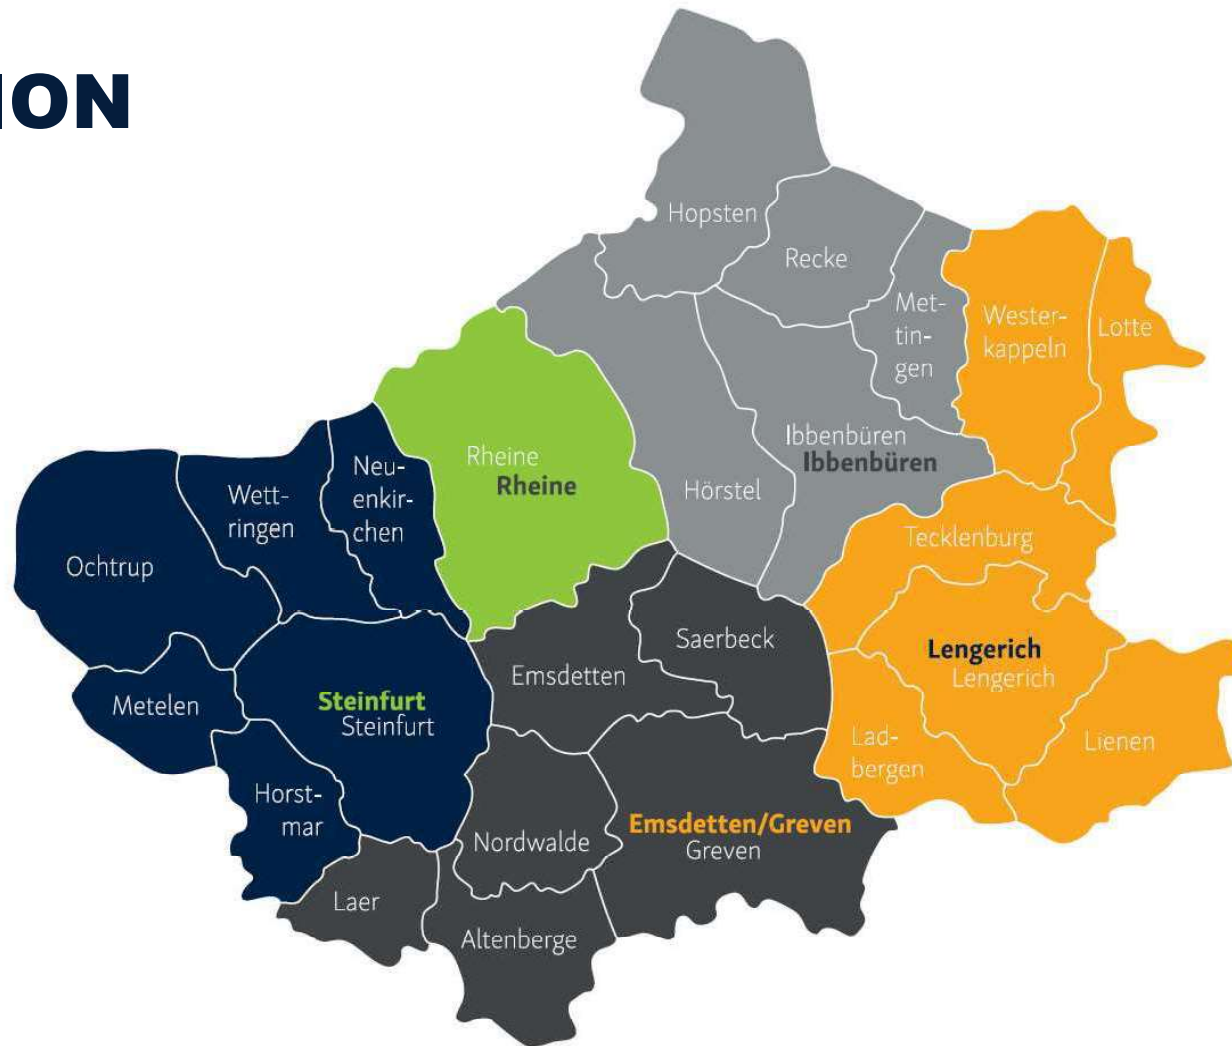 ION
Hopsten
Recke
Met-
tin-
gen
Wester-
kappeln
Lotte
Ibbenbüren
Ibbenbüren
Hörstel
Rheine
Rheine
Neu-
enkir-
chen
Wett-
ringen
Ochtrup
Tecklenburg
Saerbeck
Emsdetten
Lengerich
Lengerich
Metelen
Steinfurt
Steinfurt
Lad-
bergen
Lienen
Horst-
mar
Nordwalde
Emsdetten/Greven
Greven
Laer
Altenberge